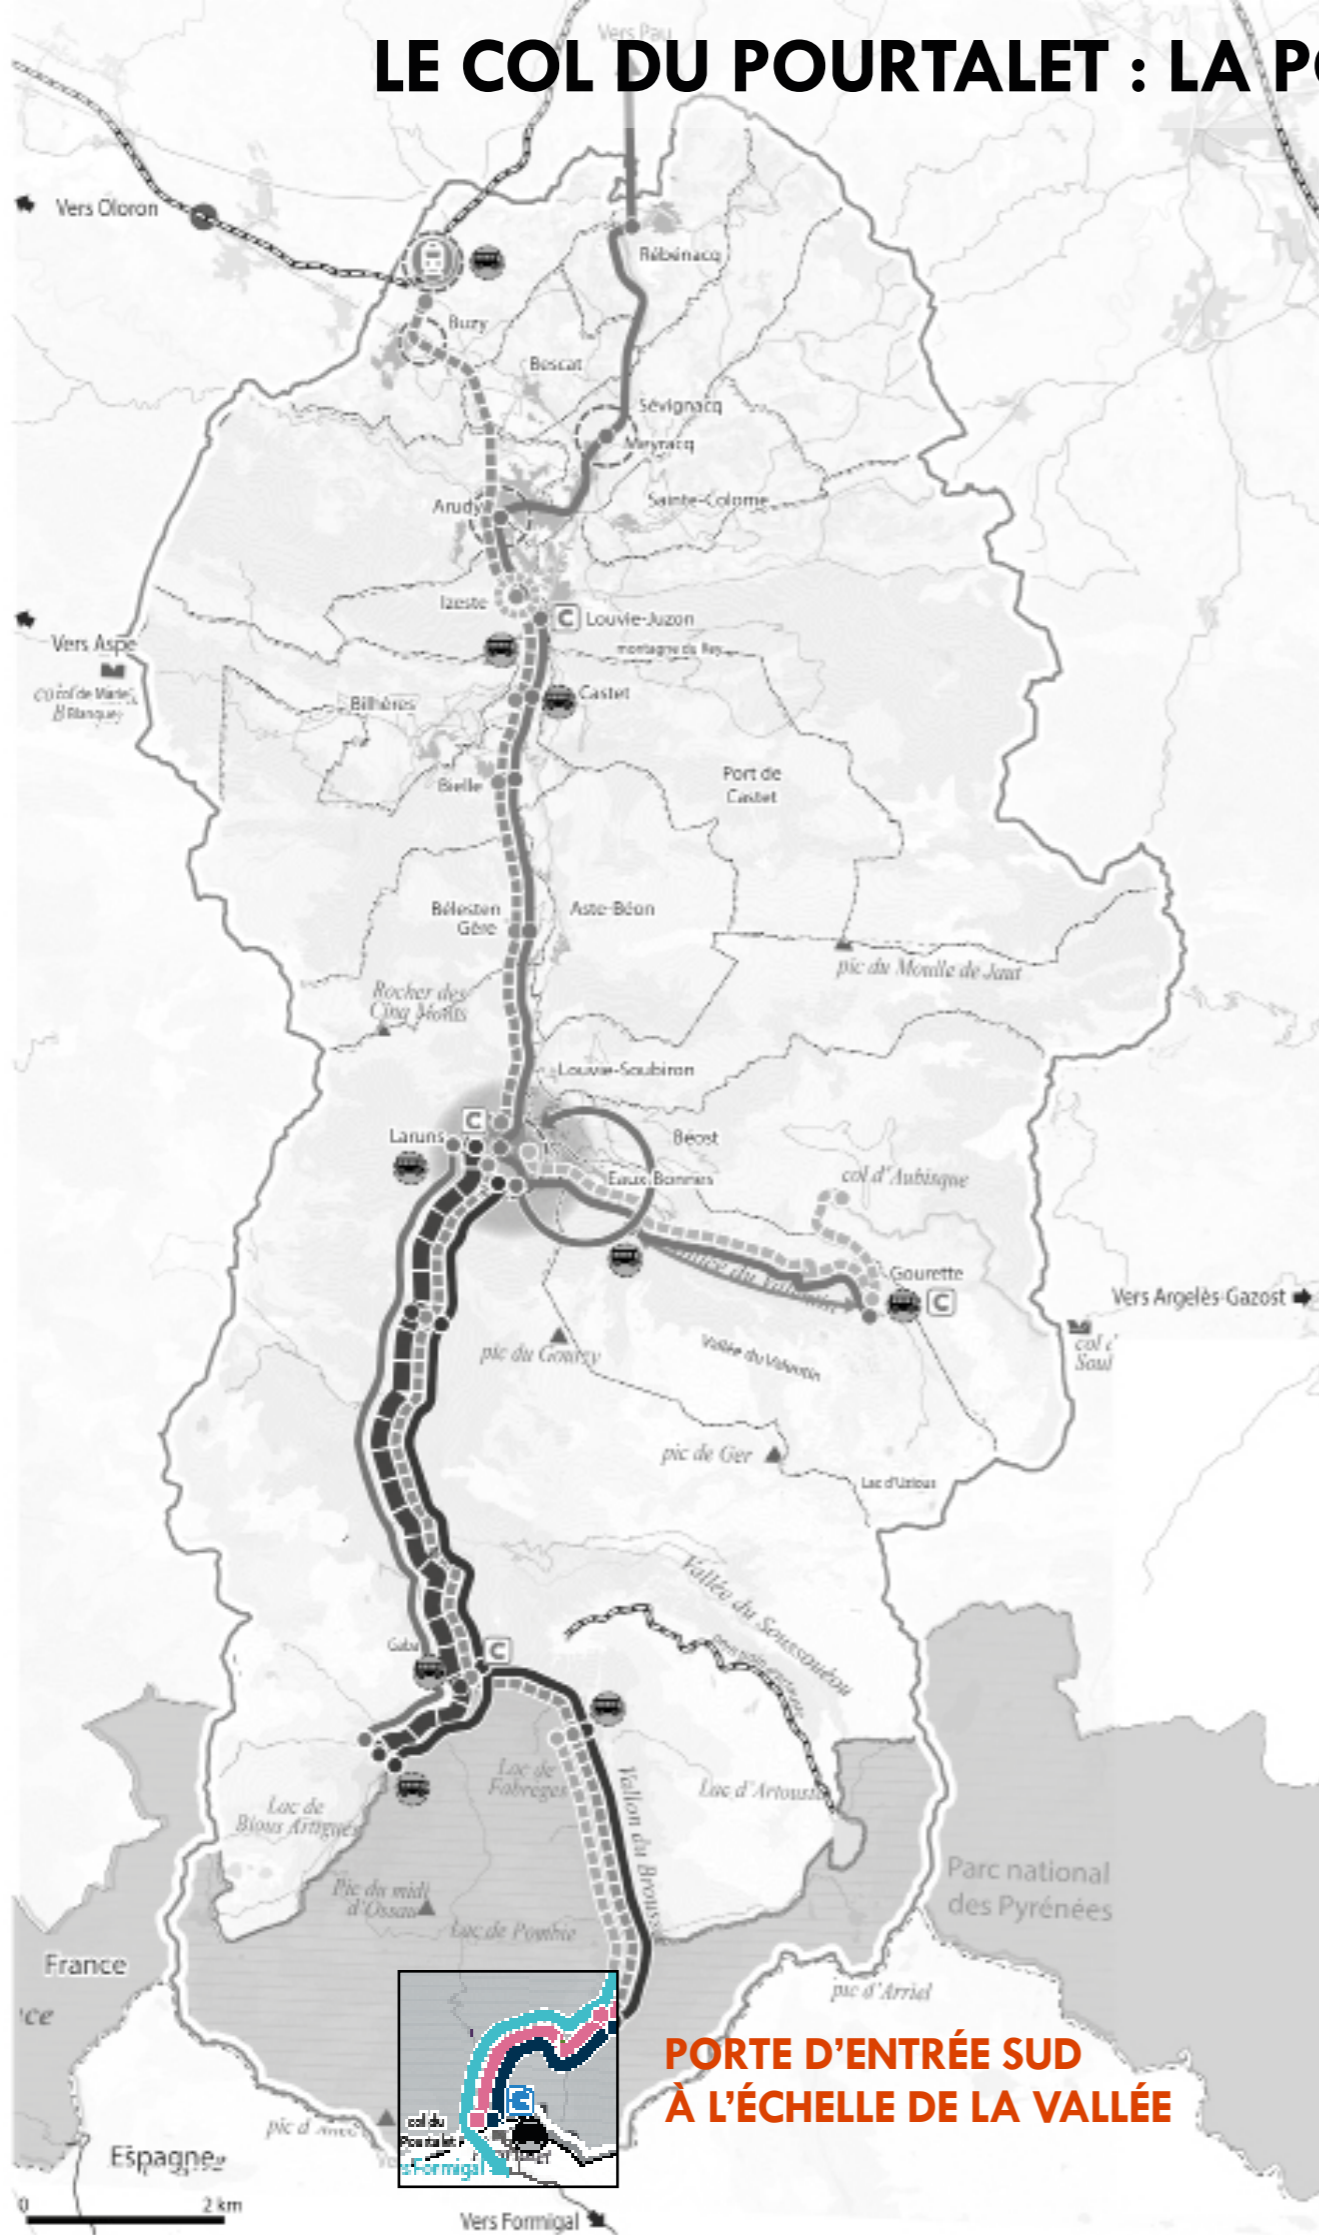 Vers Pau
LE COL DU POURTALET : LA P
Vers Oloron
Rébénacq
Buzy
Bescat
Sévignacq
Meyracq
Arudy
Sainte-Colome
Izeste
C Louvie-Juzon
Vers Aspe
montagne du Rey
Bilhères
Castet
Bielle
Port de
Castet
Bélesten
Gère
Aste-Béon
pic du Moulle de Jaut
Rocher des
Cinq Monts
Louvie-Soubiron
C
Laruns
Béost
Eaux Bonnes
col d'Aubisque
Gourette
C
Vers Argelès-Gazost
pic du Gourzy
Vallée du Valentin
pic de Ger
Lac d'Uzious
Vallée du Soussouéou
C
Lac de
Fabrèges
Lac d'Artouste
Vallon du Brousset
Lac de
Bious Artigues
Pic du midi
d'Ossau
Lac de Pombie
Parc national
des Pyrénées
France
pic d'Arriel
PORTE D'ENTRÉE SUD
À L'ÉCHELLE DE LA VALLÉE
C
col du
Pourtalet
Formigal
Espagne
0 2 km
Vers Formigal